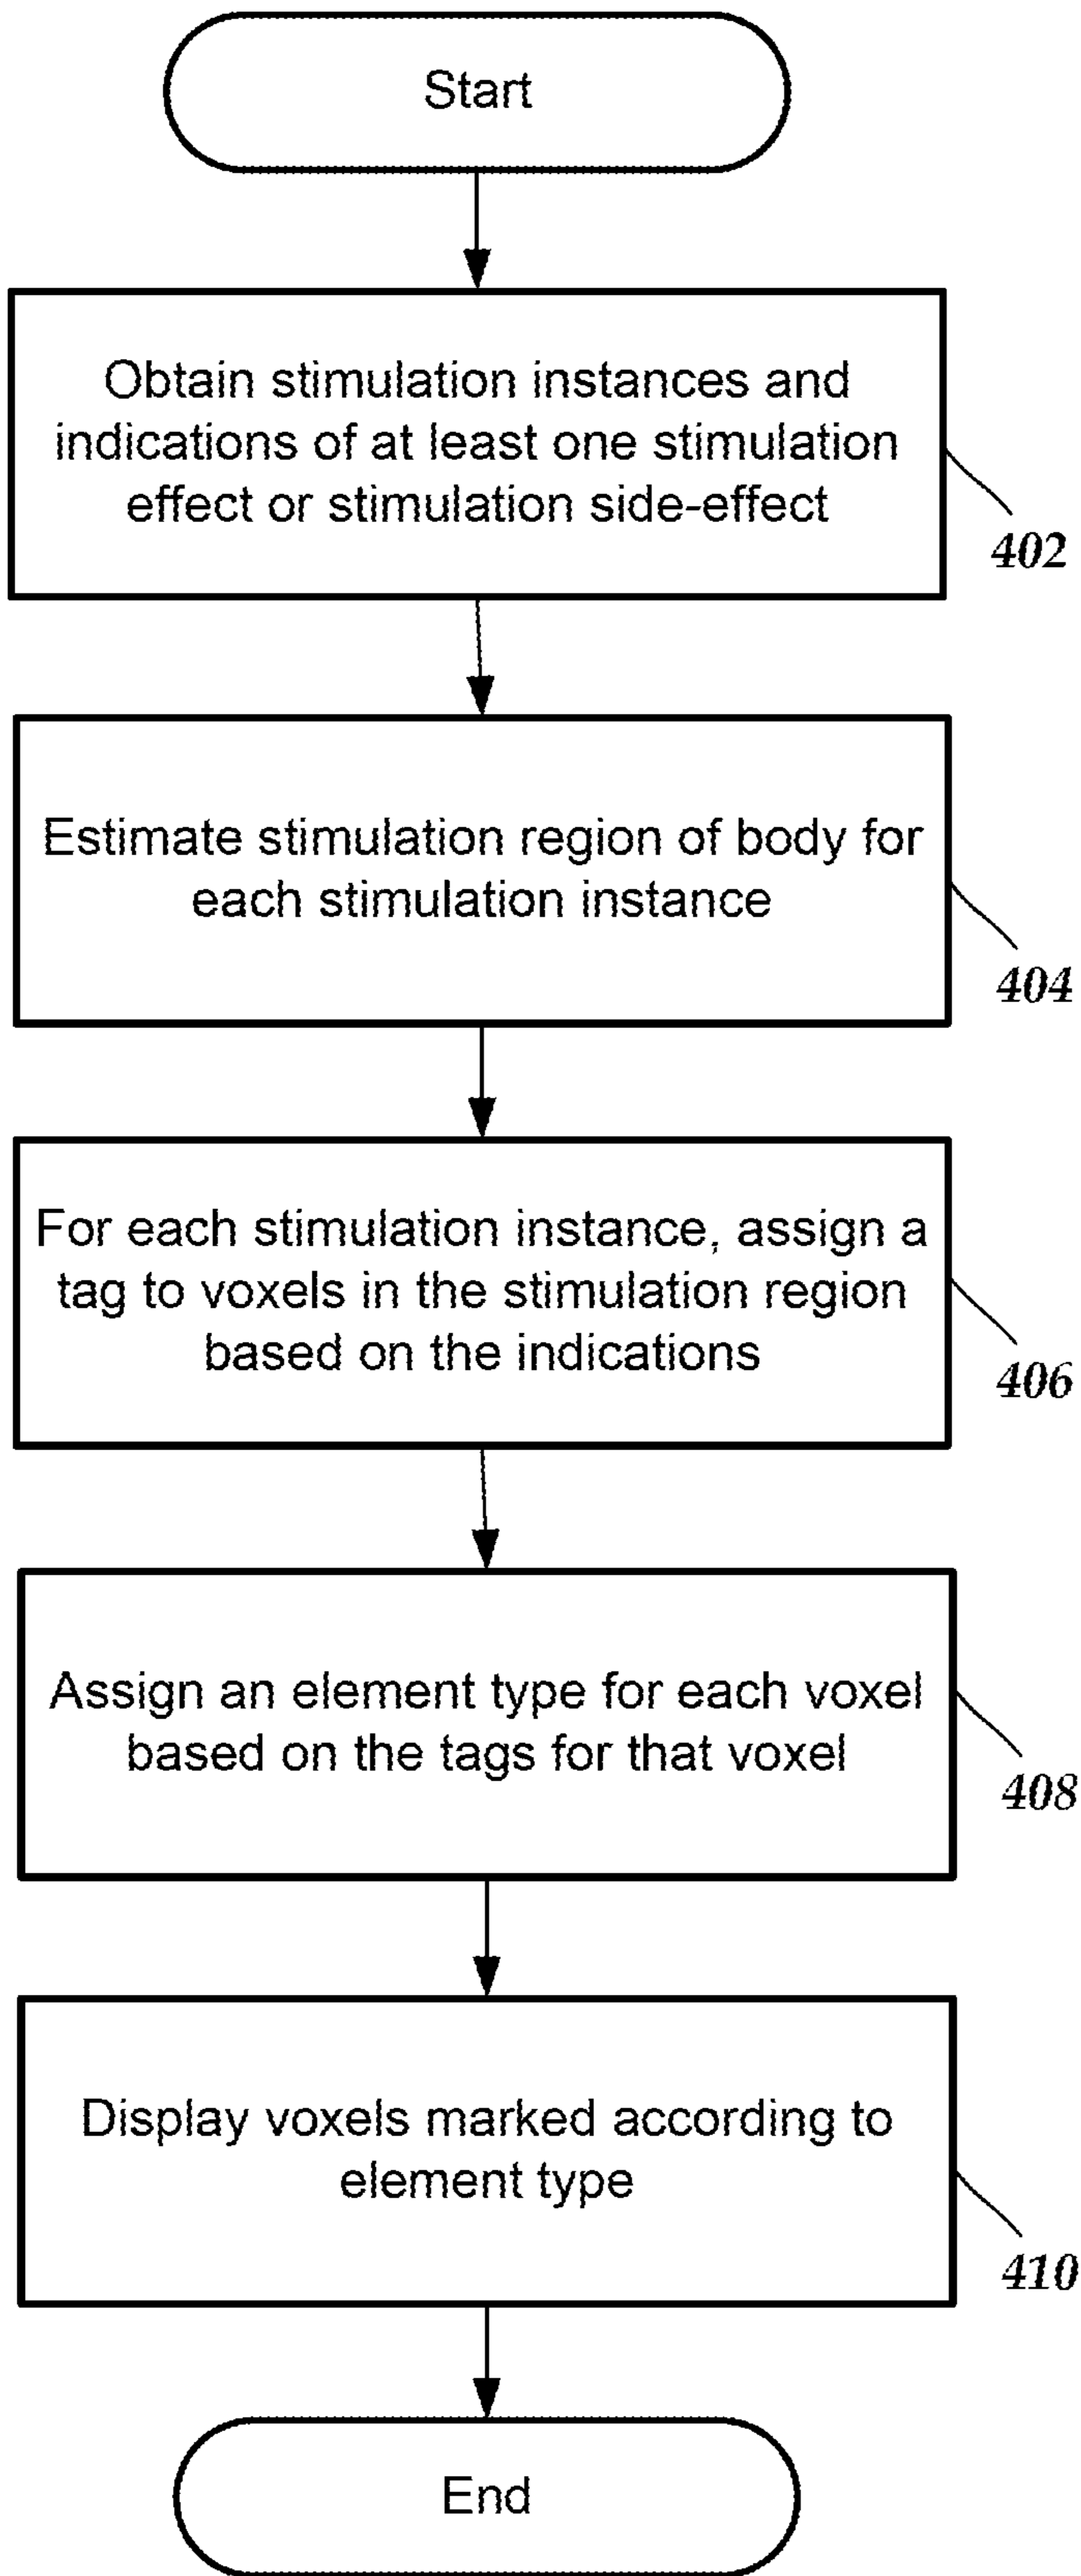 Start
Obtain stimulation instances and
indications of at least one stimulation
effect or stimulation side-effect
402
Estimate stimulation region of body for
each stimulation instance
404
For each stimulation instance, assign a
tag to voxels in the stimulation region
based on the indications
406
Assign an element type for each voxel
based on the tags for that voxel
408
Display voxels marked according to
element type
410
End